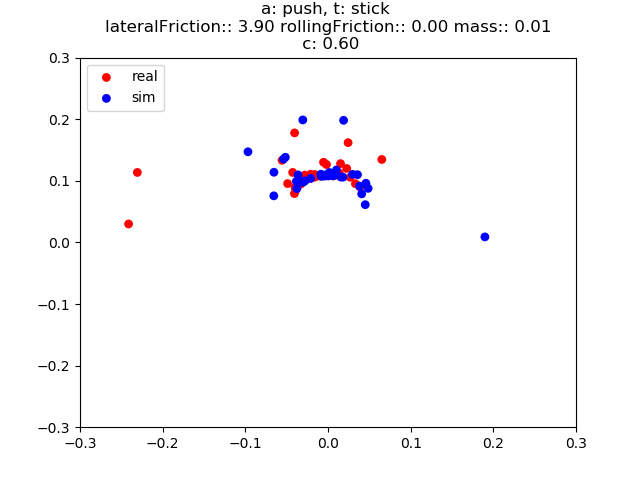 a: push, t: stick
lateralFriction:: 3.90 rollingFriction:: 0.00 mass:: 0.01
c: 0.60
real
sim
0.3
0.2
0.1
0.0
−0.1
−0.2
−0.3
−0.3
−0.2
−0.1
0.0
0.1
0.2
0.3